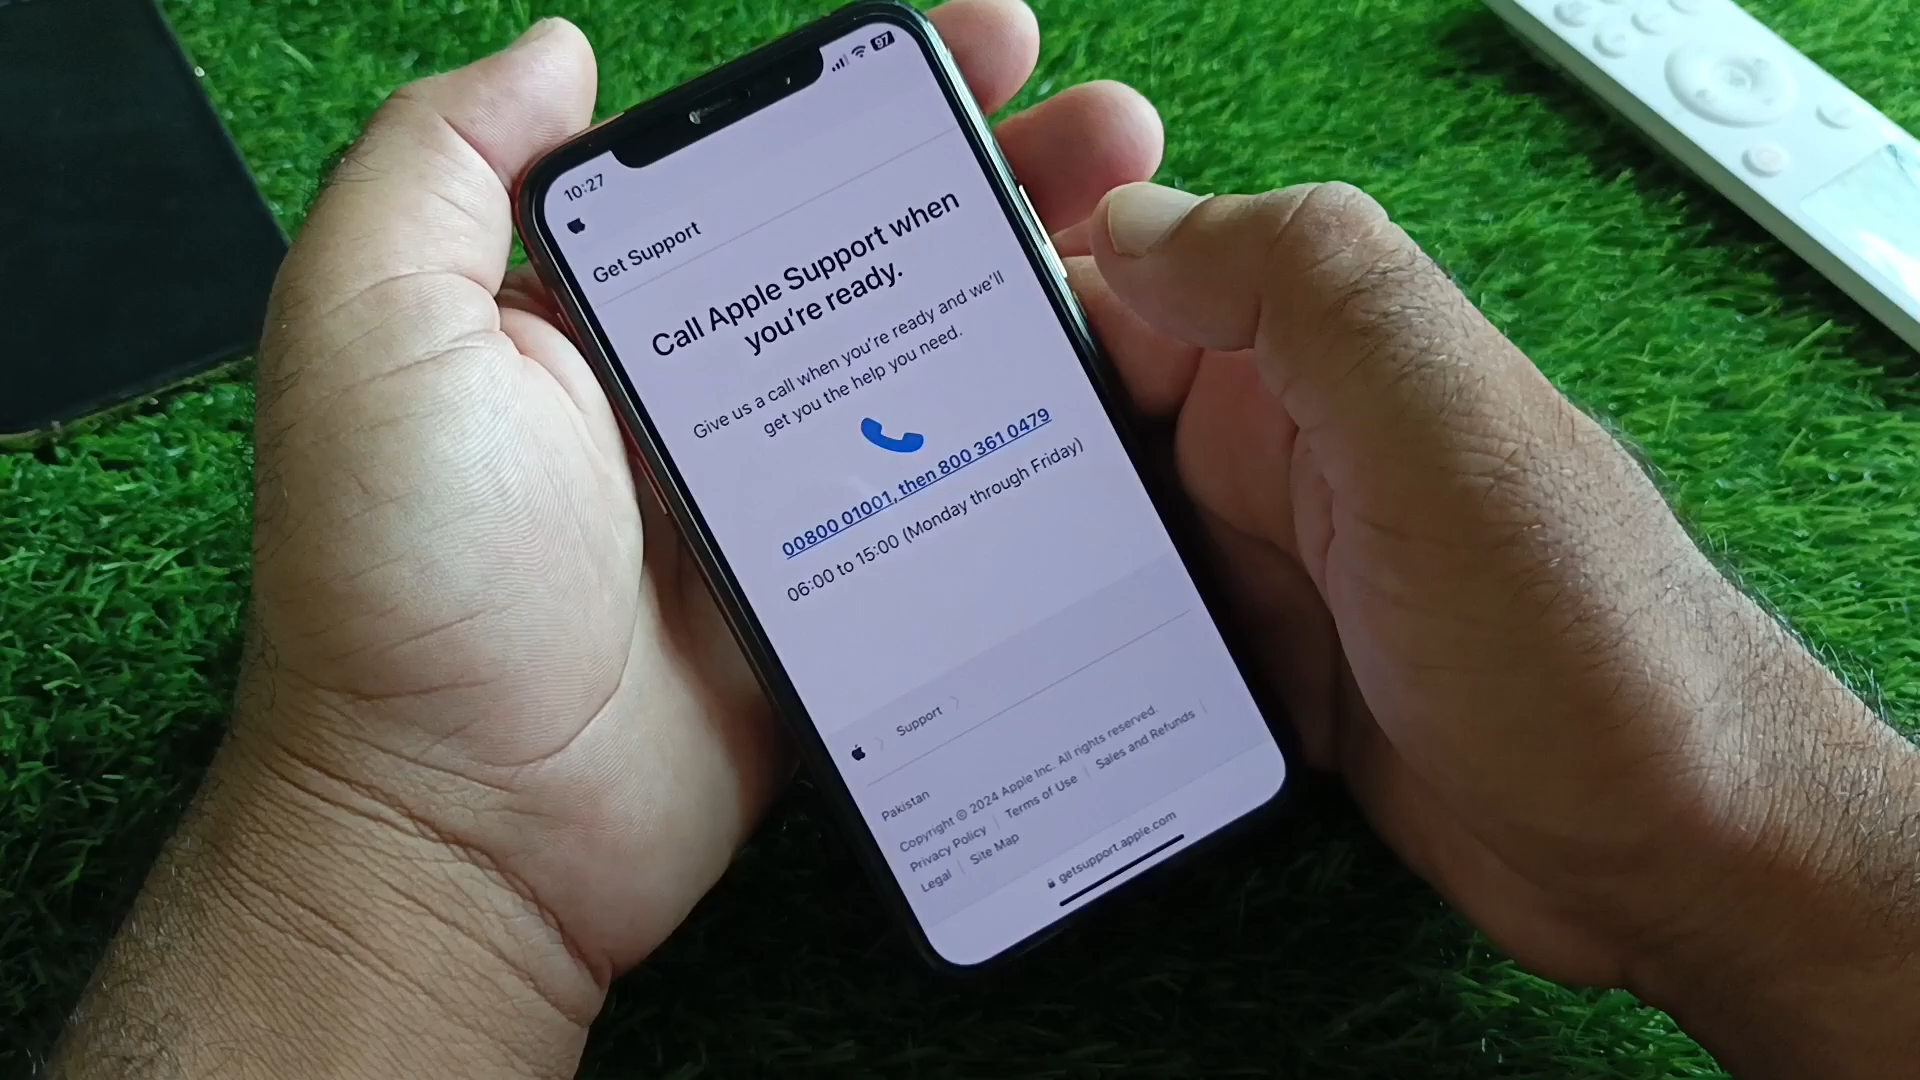 10:27
97
Get Support
Call Apple Support when
you're ready.
Give us a call when you're ready and we'll
get you the help you need.
00800 01001, then 800 361 0479
06:00 to 15:00 (Monday through Friday)
Support
Pakistan
Copyright © 2024 Apple Inc. All rights reserved.
Privacy Policy | Terms of Use | Sales and Refunds |
Legal | Site Map
getsupport.apple.com